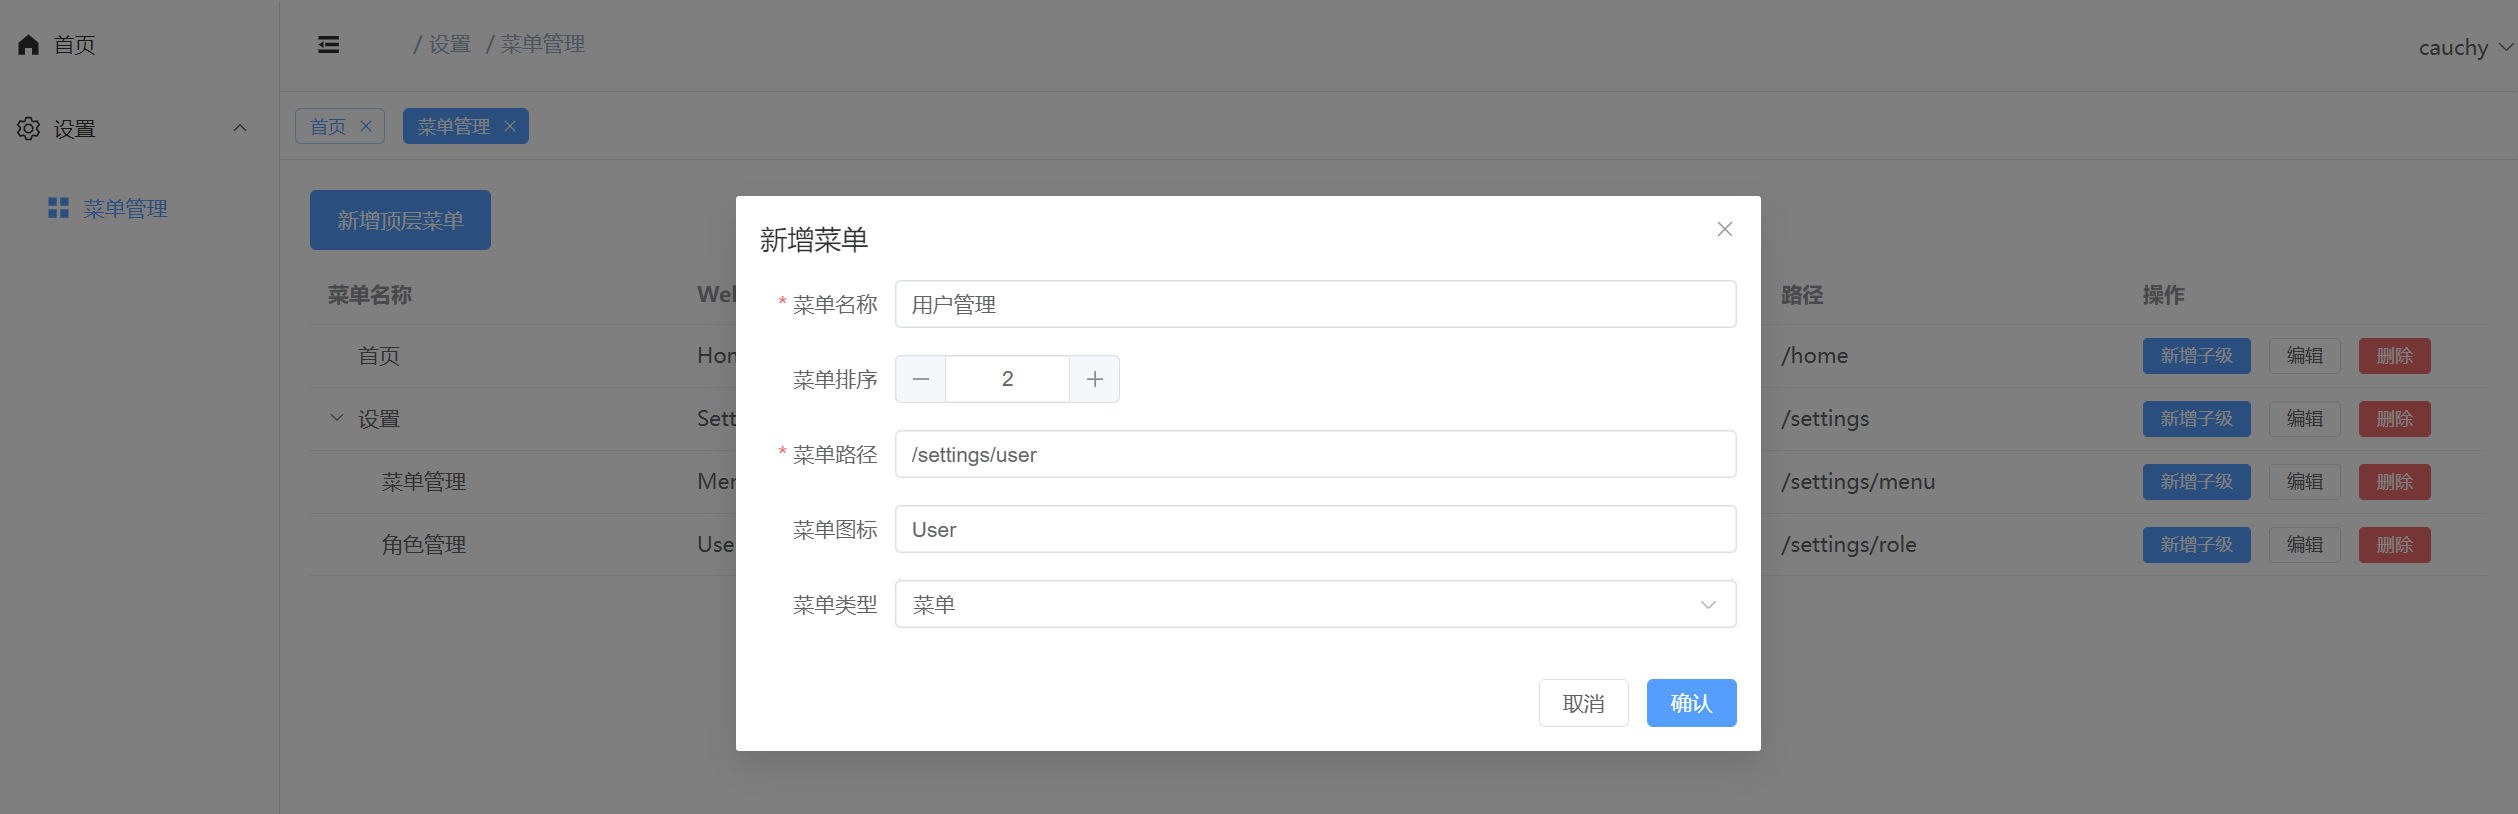 首页
/ 设置 / 菜单管理
cauchy
设置
首页
菜单管理
菜单管理
新增顶层菜单
菜单名称
路径
操作
首页
/home
新增子级 编辑 删除
设置
/settings
新增子级 编辑 删除
菜单管理
/settings/menu
新增子级 编辑 删除
角色管理
/settings/role
新增子级 编辑 删除
新增菜单
* 菜单名称 用户管理
菜单排序 2
* 菜单路径 /settings/user
菜单图标 User
菜单类型 菜单
取消 确认